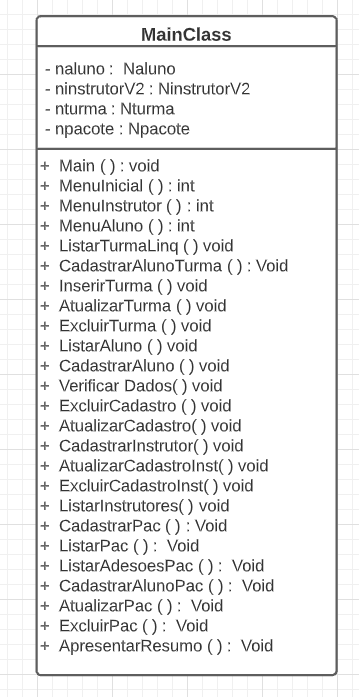 MainClass
- naluno :  Naluno
- ninstrutorV2 : NinstrutorV2
- nturma : Nturma
- npacote : Npacote
+ Main ( ) : void
+ MenuInicial ( ) : int
+ MenuInstrutor ( ) : int
+ MenuAluno ( ) : int
+ ListarTurmaLinq ( ) void
+ CadastrarAlunoTurma ( ) : Void
+ InserirTurma ( ) void
+ AtualizarTurma ( ) void
+ ExcluirTurma ( ) void
+ ListarAluno ( ) void
+ CadastrarAluno ( ) void
+ Verificar Dados( ) void
+ ExcluirCadastro ( ) void
+ AtualizarCadastro( ) void
+ CadastrarInstrutor( ) void
+ AtualizarCadastroInst( ) void
+ ExcluirCadastroInst( ) void
+ ListarInstrutores( ) void
+ CadastrarPac ( ) : Void
+ ListarPac ( ) :  Void
+ ListarAdesoesPac ( ) :  Void
+ CadastrarAlunoPac ( ) :  Void
+ AtualizarPac ( ) :  Void
+ ExcluirPac ( ) :  Void
+ ApresentarResumo ( ) :  Void